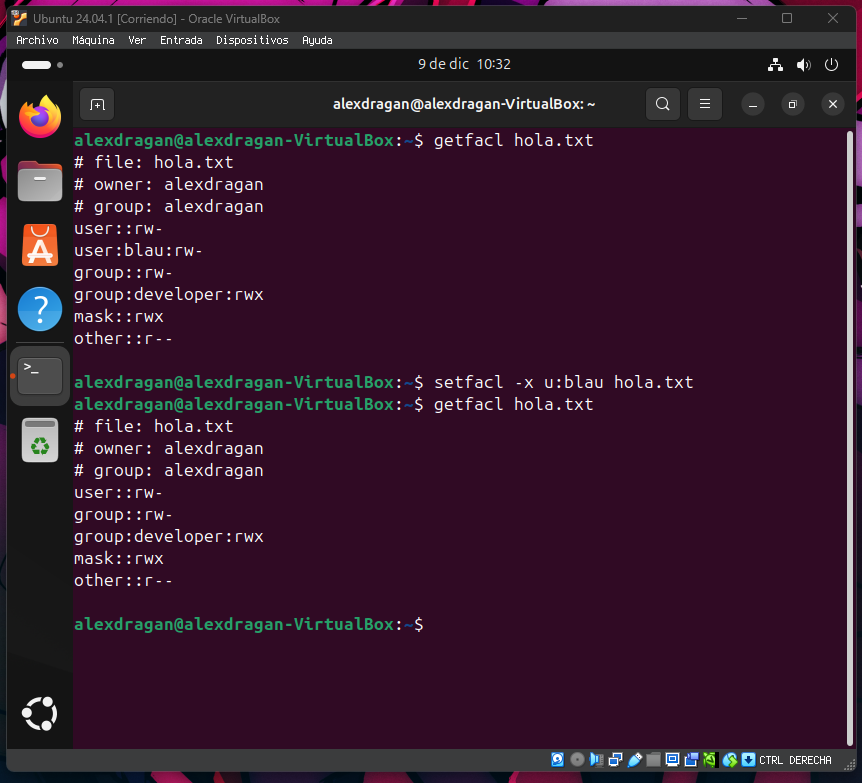 Ubuntu 24.04.1 [Corriendo] - Oracle VirtualBox
Archivo Máquina Ver Entrada Dispositivos Ayuda
9 de dic 10:32
alexdragan@alexdragan-VirtualBox: ~
alexdragan@alexdragan-VirtualBox:~$ getfacl hola.txt
# file: hola.txt
# owner: alexdragan
# group: alexdragan
user::rw-
user:blau:rw-
group::rw-
group:developer:rwx
mask::rwx
other::r--
alexdragan@alexdragan-VirtualBox:~$ setfacl -x u:blau hola.txt
alexdragan@alexdragan-VirtualBox:~$ getfacl hola.txt
# file: hola.txt
# owner: alexdragan
# group: alexdragan
user::rw-
group::rw-
group:developer:rwx
mask::rwx
other::r--
alexdragan@alexdragan-VirtualBox:~$
CTRL DERECHA